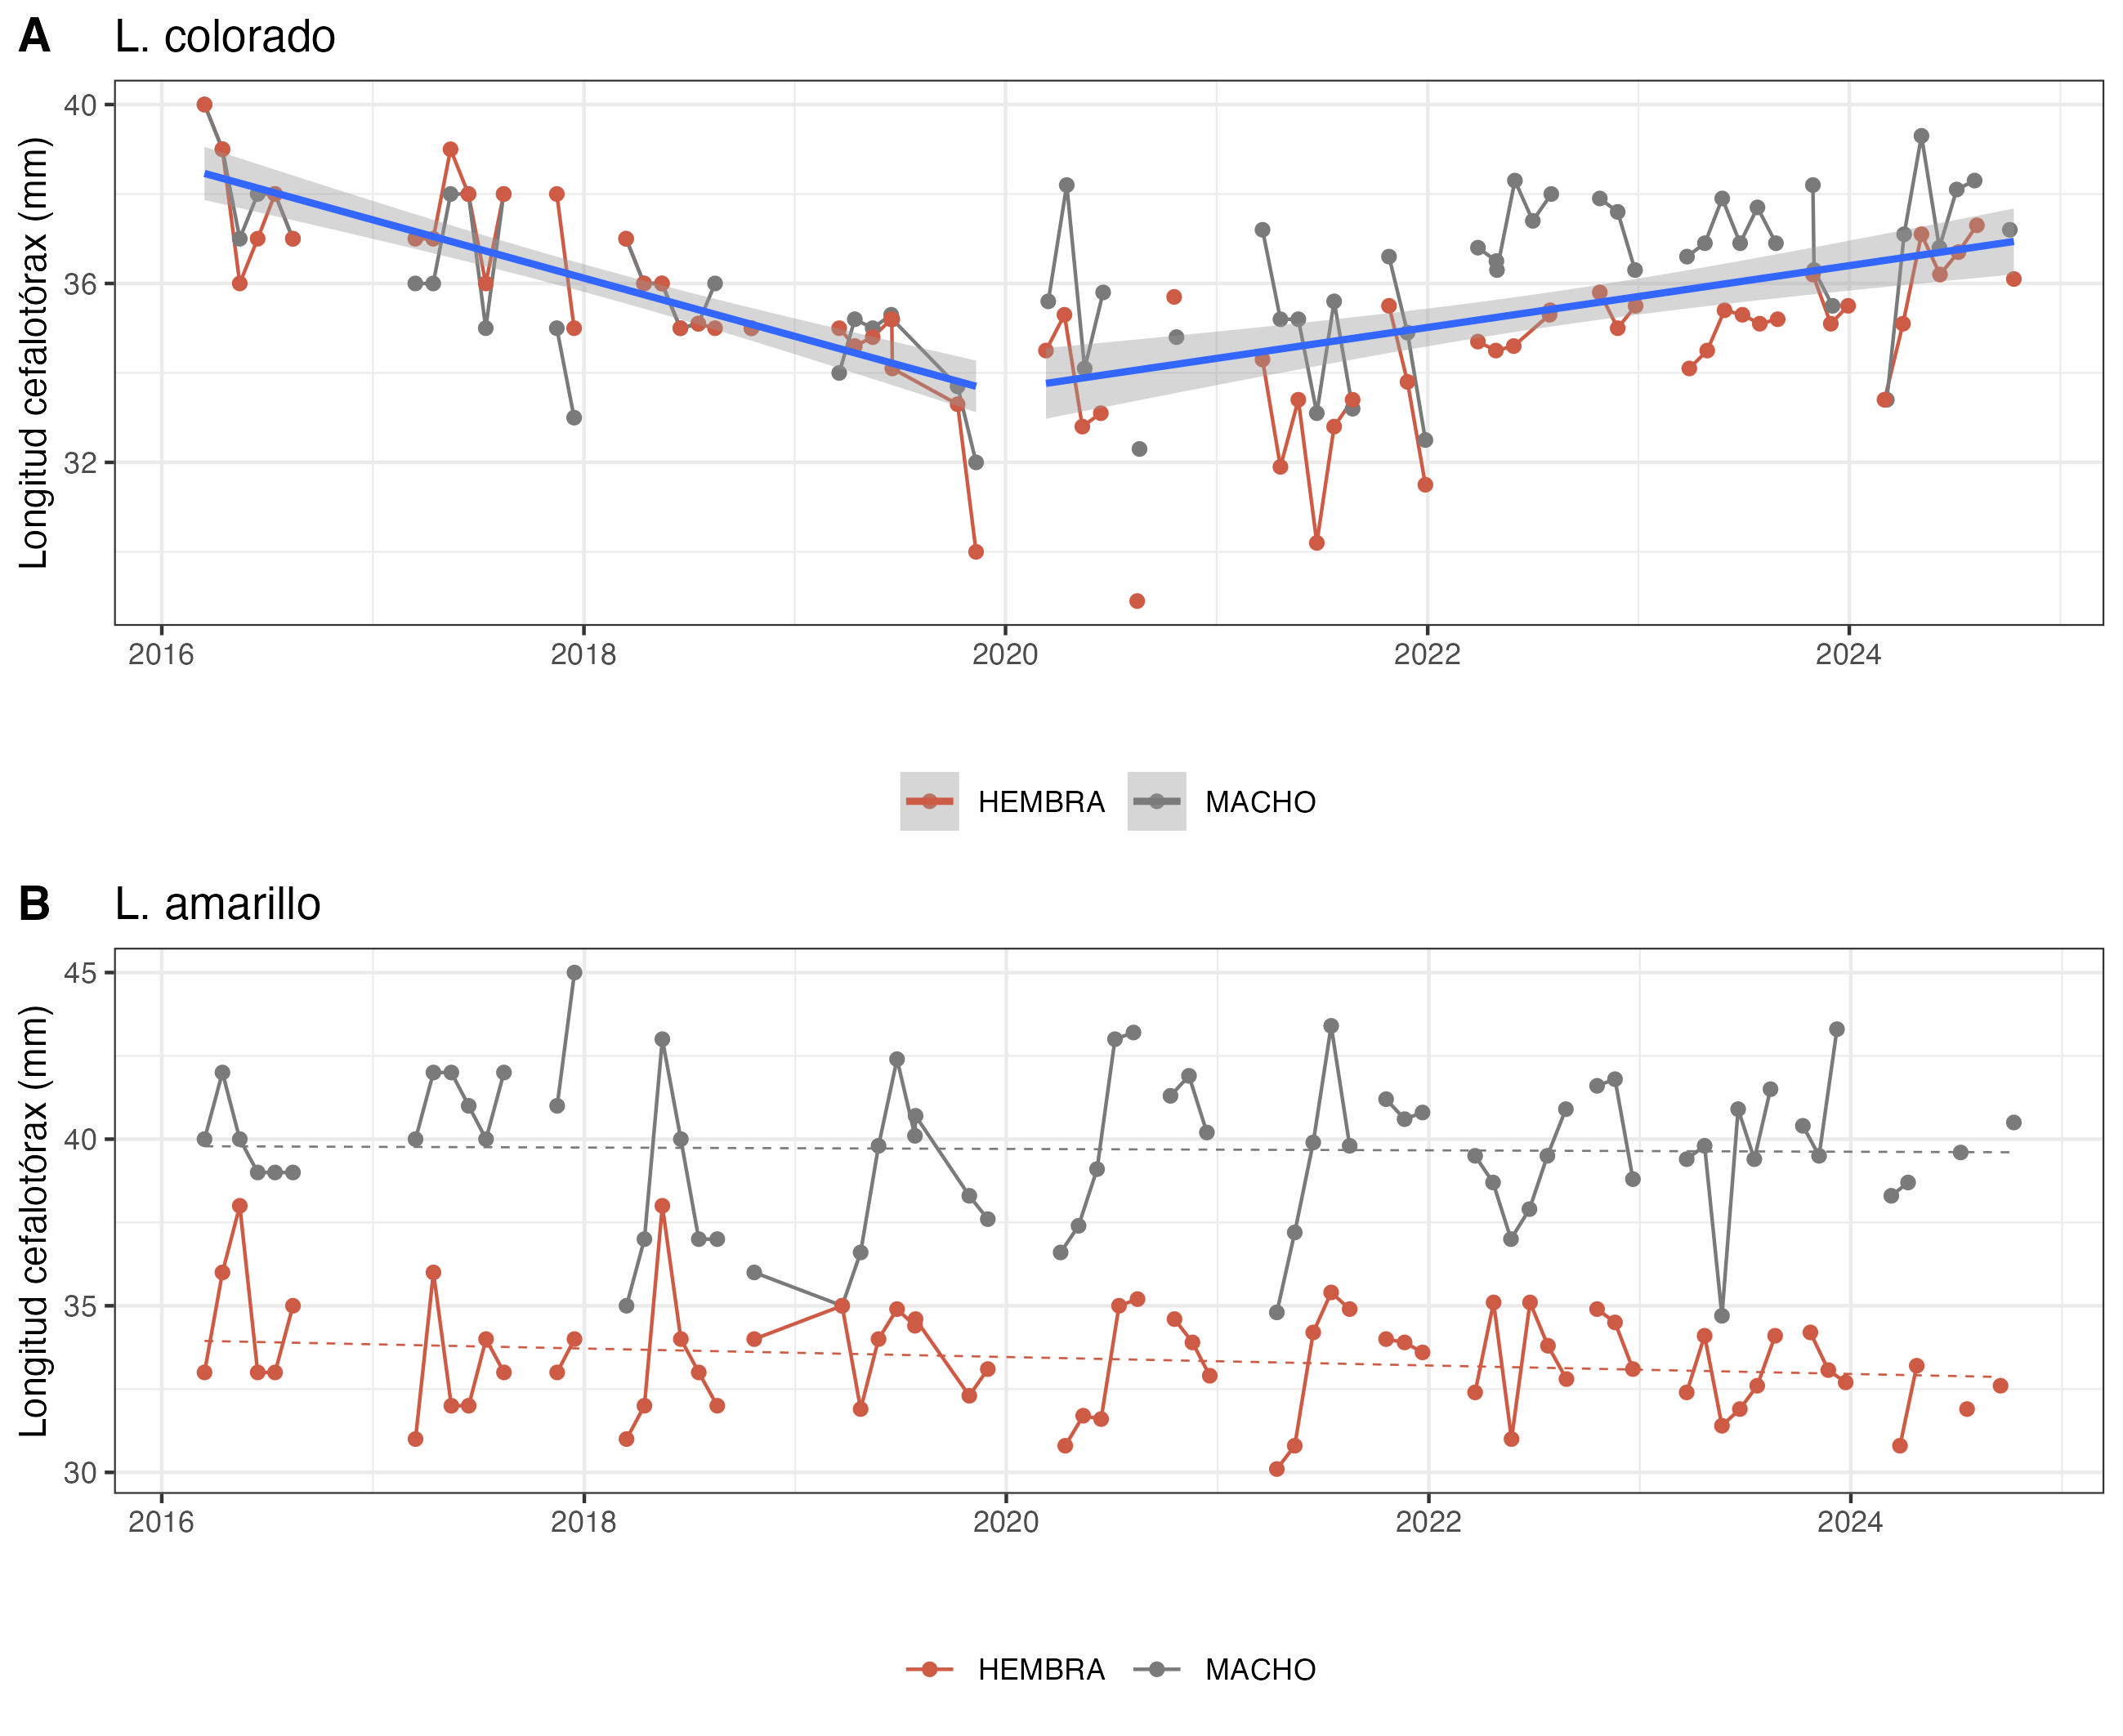 A L. colorado
Longitud cefalotórax (mm)
40
36
32
2016 2018 2020 2022 2024
HEMBRA MACHO
B L. amarillo
Longitud cefalotórax (mm)
45
40
35
30
2016 2018 2020 2022 2024
HEMBRA MACHO